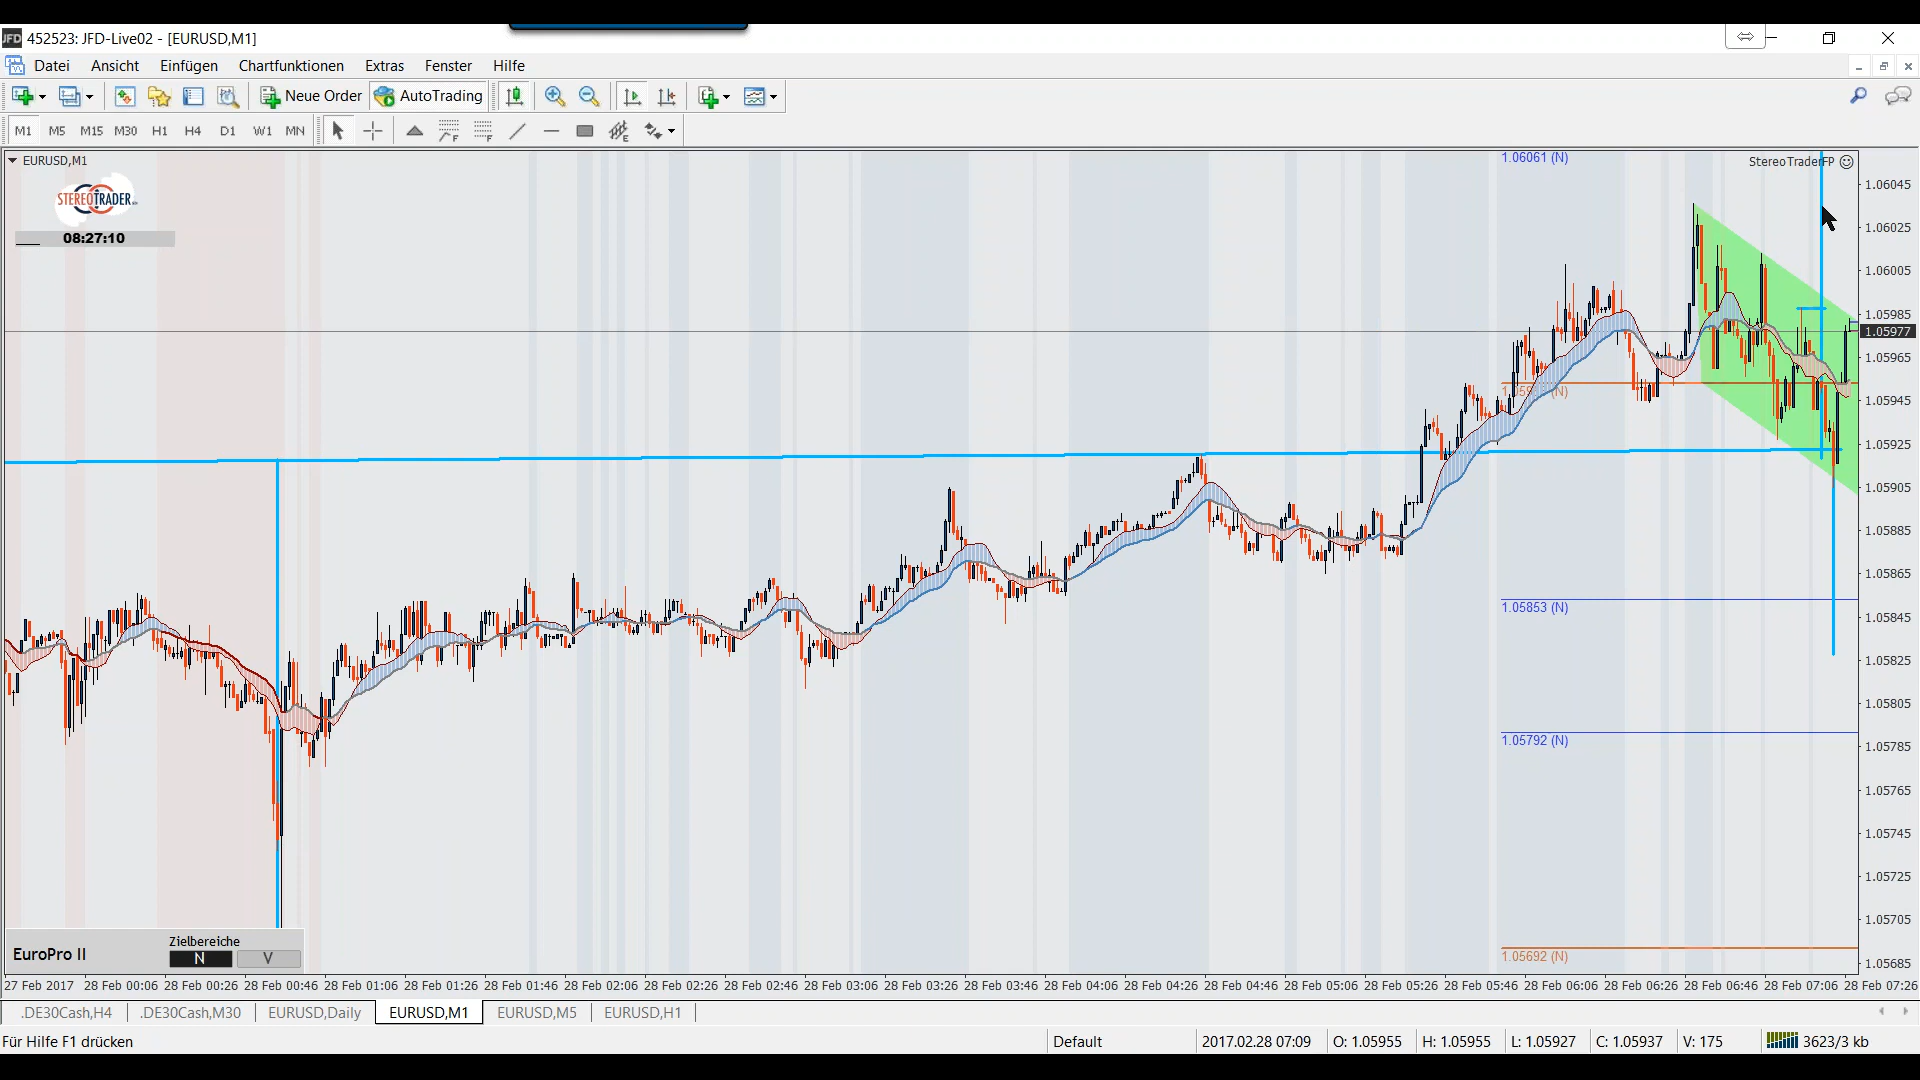 JFD 452523: JFD-Live02 - [EURUSD,M1]
Datei Ansicht Einfügen Chartfunktionen Extras Fenster Hilfe
Neue Order AutoTrading
M1 M5 M15 M30 H1 H4 D1 W1 MN
EURUSD,M1
1.06061 (N)
StereoTraderFP
STEREOTRADER
08:27:10
1.06045
1.06025
1.06005
1.05985
1.05977
1.05965
(N)
1.05945
1.05925
1.05905
1.05885
1.05865
1.05853 (N)
1.05845
1.05825
1.05805
1.05792 (N)
1.05785
1.05765
1.05745
1.05725
1.05705
1.05692 (N)
1.05685
EuroPro II
Zielbereiche
N V
27 Feb 2017 28 Feb 00:06 28 Feb 00:26 28 Feb 00:46 28 Feb 01:06 28 Feb 01:26 28 Feb 01:46 28 Feb 02:06 28 Feb 02:26 28 Feb 02:46 28 Feb 03:06 28 Feb 03:26 28 Feb 03:46 28 Feb 04:06 28 Feb 04:26 28 Feb 04:46 28 Feb 05:06 28 Feb 05:26 28 Feb 05:46 28 Feb 06:06 28 Feb 06:26 28 Feb 06:46 28 Feb 07:06 28 Feb 07:26
.DE30Cash,H4 .DE30Cash,M30 EURUSD,Daily EURUSD,M1 EURUSD,M5 EURUSD,H1
Für Hilfe F1 drücken Default 2017.02.28 07:09 O: 1.05955 H: 1.05955 L: 1.05927 C: 1.05937 V: 175 3623/3 kb